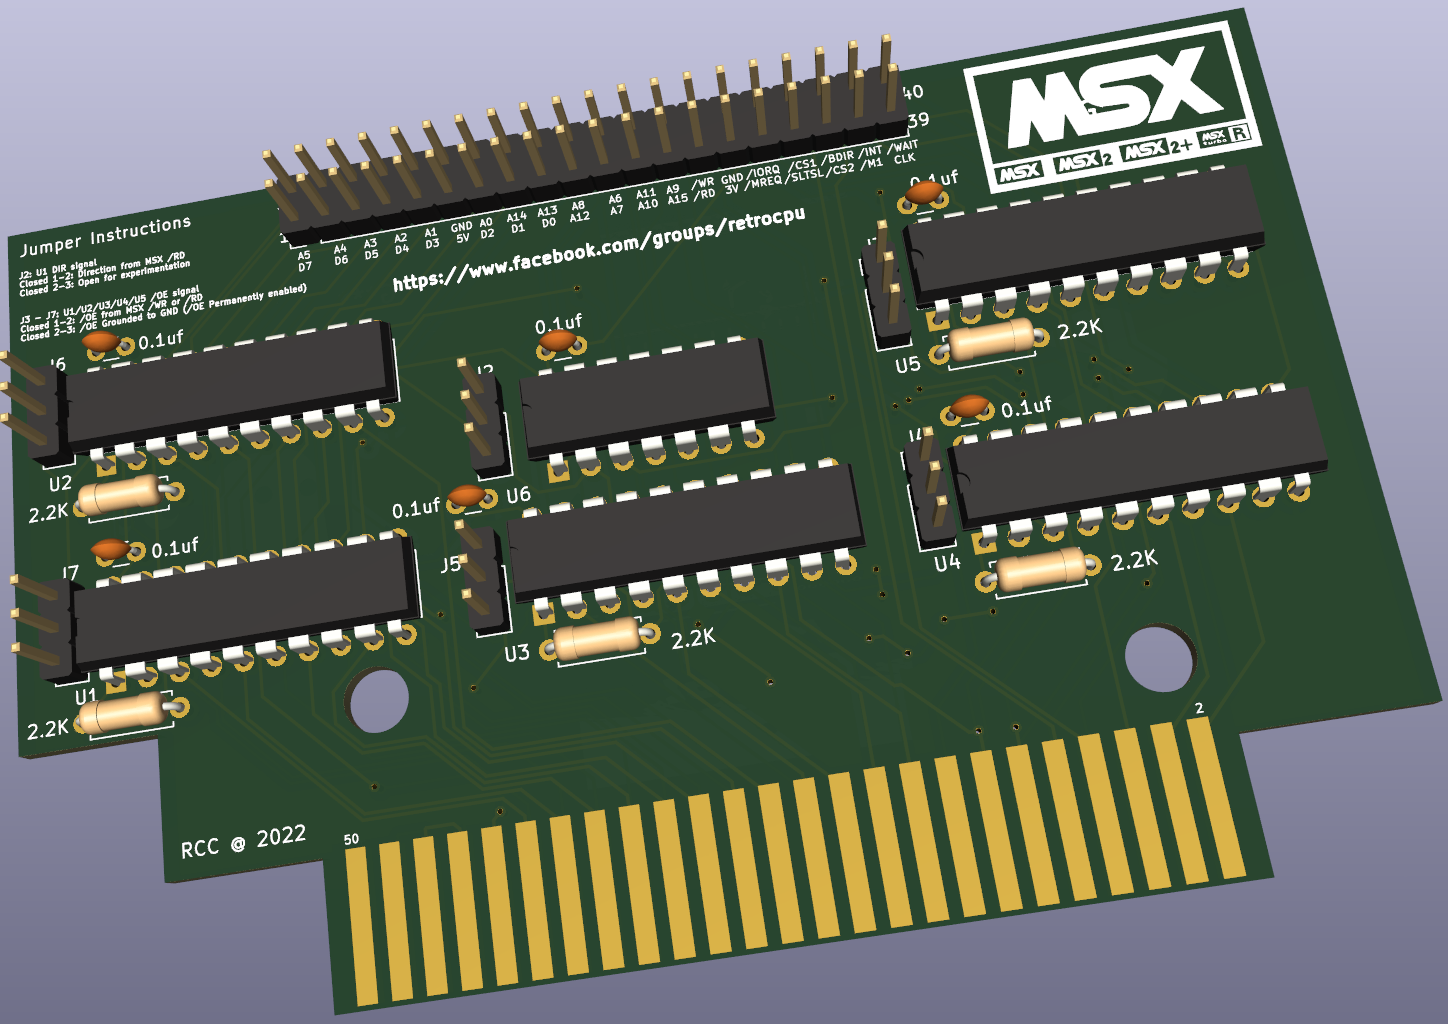 MSX
MSX MSX 2 MSX 2+ MSX turbo R
40
39
A5 A4 A3 A2 A1 GND A0 A14 A13 A8 A6 A11 A9 /WR GND /IORQ /CS1 /BDIR /INT /WAIT
D7 D6 D5 D4 D3 5V D2 D1 D0 A12 A7 A10 A15 /RD 3V /MREQ /SLTSL /CS2 /M1 CLK
https://www.facebook.com/groups/retrocpu
Jumper Instructions
J2: U1 DIR signal
Closed 1-2: Direction from MSX /RD
Closed 2-3: Open for experimentation
J3 - J7: U1/U2/U3/U4/U5 /OE signal
Closed 1-2: /OE from MSX /WR or /RD
Closed 2-3: /OE Grounded to GND (/OE Permanently enabled)
0.1uf
U5
2.2K
0.1uf
U2
2.2K
0.1uf
U6
0.1uf
J4
U4
2.2K
0.1uf
J7
U1
2.2K
0.1uf
J5
U3
2.2K
RCC @ 2022
50
2